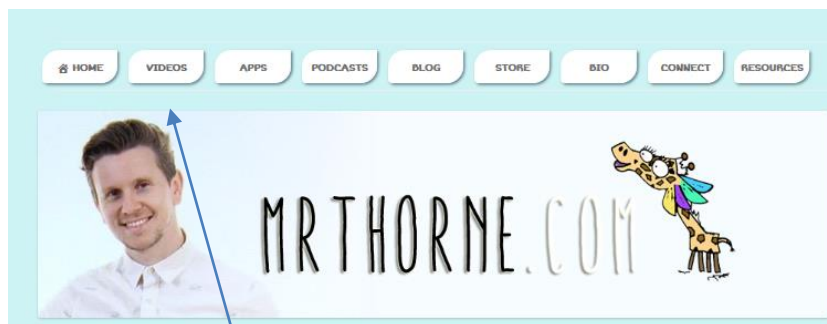 HOME VIDEOS APPS PODCASTS BLOG STORE BIO CONNECT RESOURCES
MRTHORNE.COM